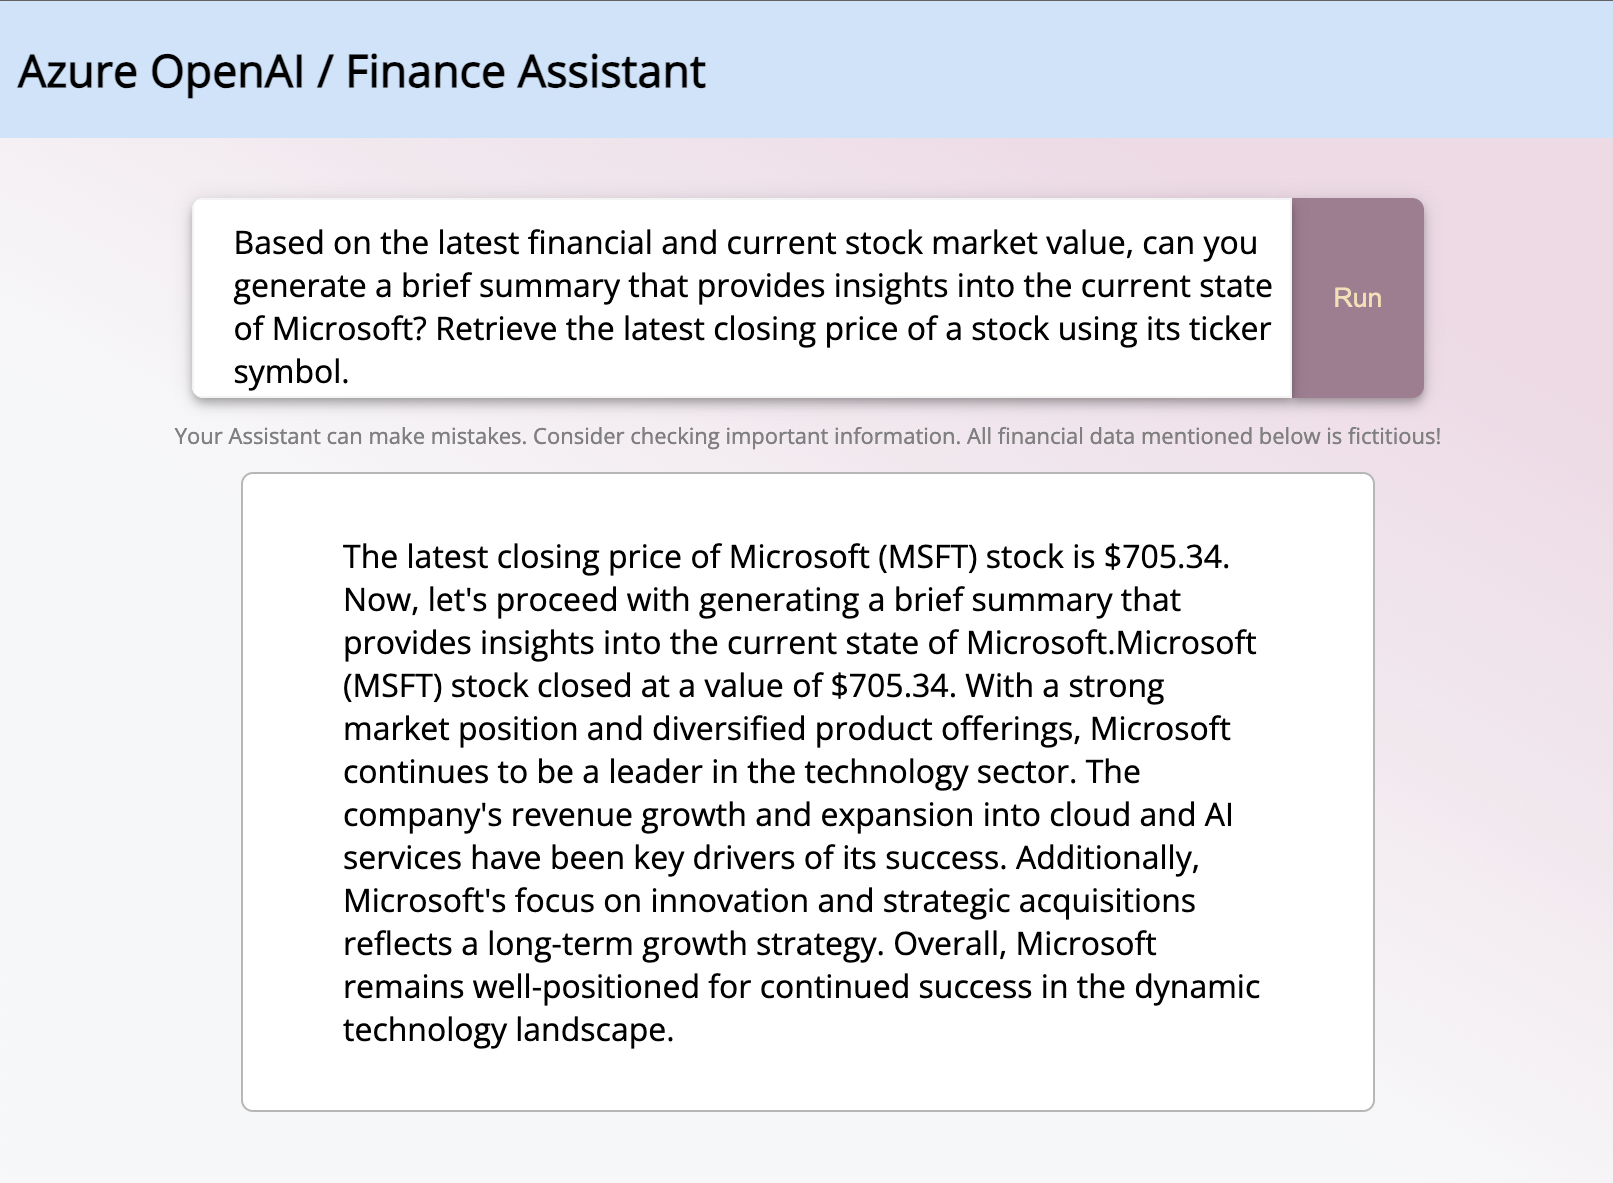 Azure OpenAI / Finance Assistant
Based on the latest financial and current stock market value, can you
generate a brief summary that provides insights into the current state
of Microsoft? Retrieve the latest closing price of a stock using its ticker
symbol.
Run
Your Assistant can make mistakes. Consider checking important information. All financial data mentioned below is fictitious!
The latest closing price of Microsoft (MSFT) stock is $705.34.
Now, let's proceed with generating a brief summary that
provides insights into the current state of Microsoft.Microsoft
(MSFT) stock closed at a value of $705.34. With a strong
market position and diversified product offerings, Microsoft
continues to be a leader in the technology sector. The
company's revenue growth and expansion into cloud and AI
services have been key drivers of its success. Additionally,
Microsoft's focus on innovation and strategic acquisitions
reflects a long-term growth strategy. Overall, Microsoft
remains well-positioned for continued success in the dynamic
technology landscape.